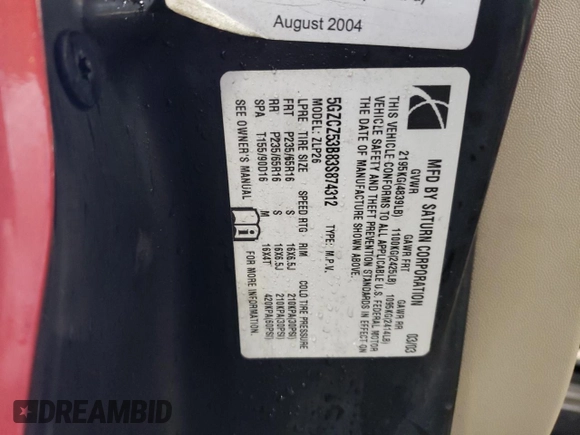 August 2004
MFD BY SATURN CORPORATION 03/03
GVWR GAWR FRT GAWR RR
2195KG(4839LB) 1100KG(2425LB) 1095KG(2414LB)
THIS VEHICLE CONFORMS TO ALL APPLICABLE U.S. FEDERAL MOTOR
VEHICLE SAFETY AND THEFT PREVENTION STANDARDS IN EFFECT ON
THE DATE OF MANUFACTURE SHOWN ABOVE.
5GZCZ53B83S874312 TYPE: M.P.V.
MODEL: ZLP26
LPRE: TIRE SIZE SPEED RTG RIM COLD TIRE PRESSURE
FRT P235/65R16 S 16X6.5J 210KPA(30PSI)
RR P235/65R16 S 16X6.5J 210KPA(30PSI)
SPA T155/90D16 M 16X4T 420KPA(60PSI)
SEE OWNER'S MANUAL FOR MORE INFORMATION.
DREAMBID